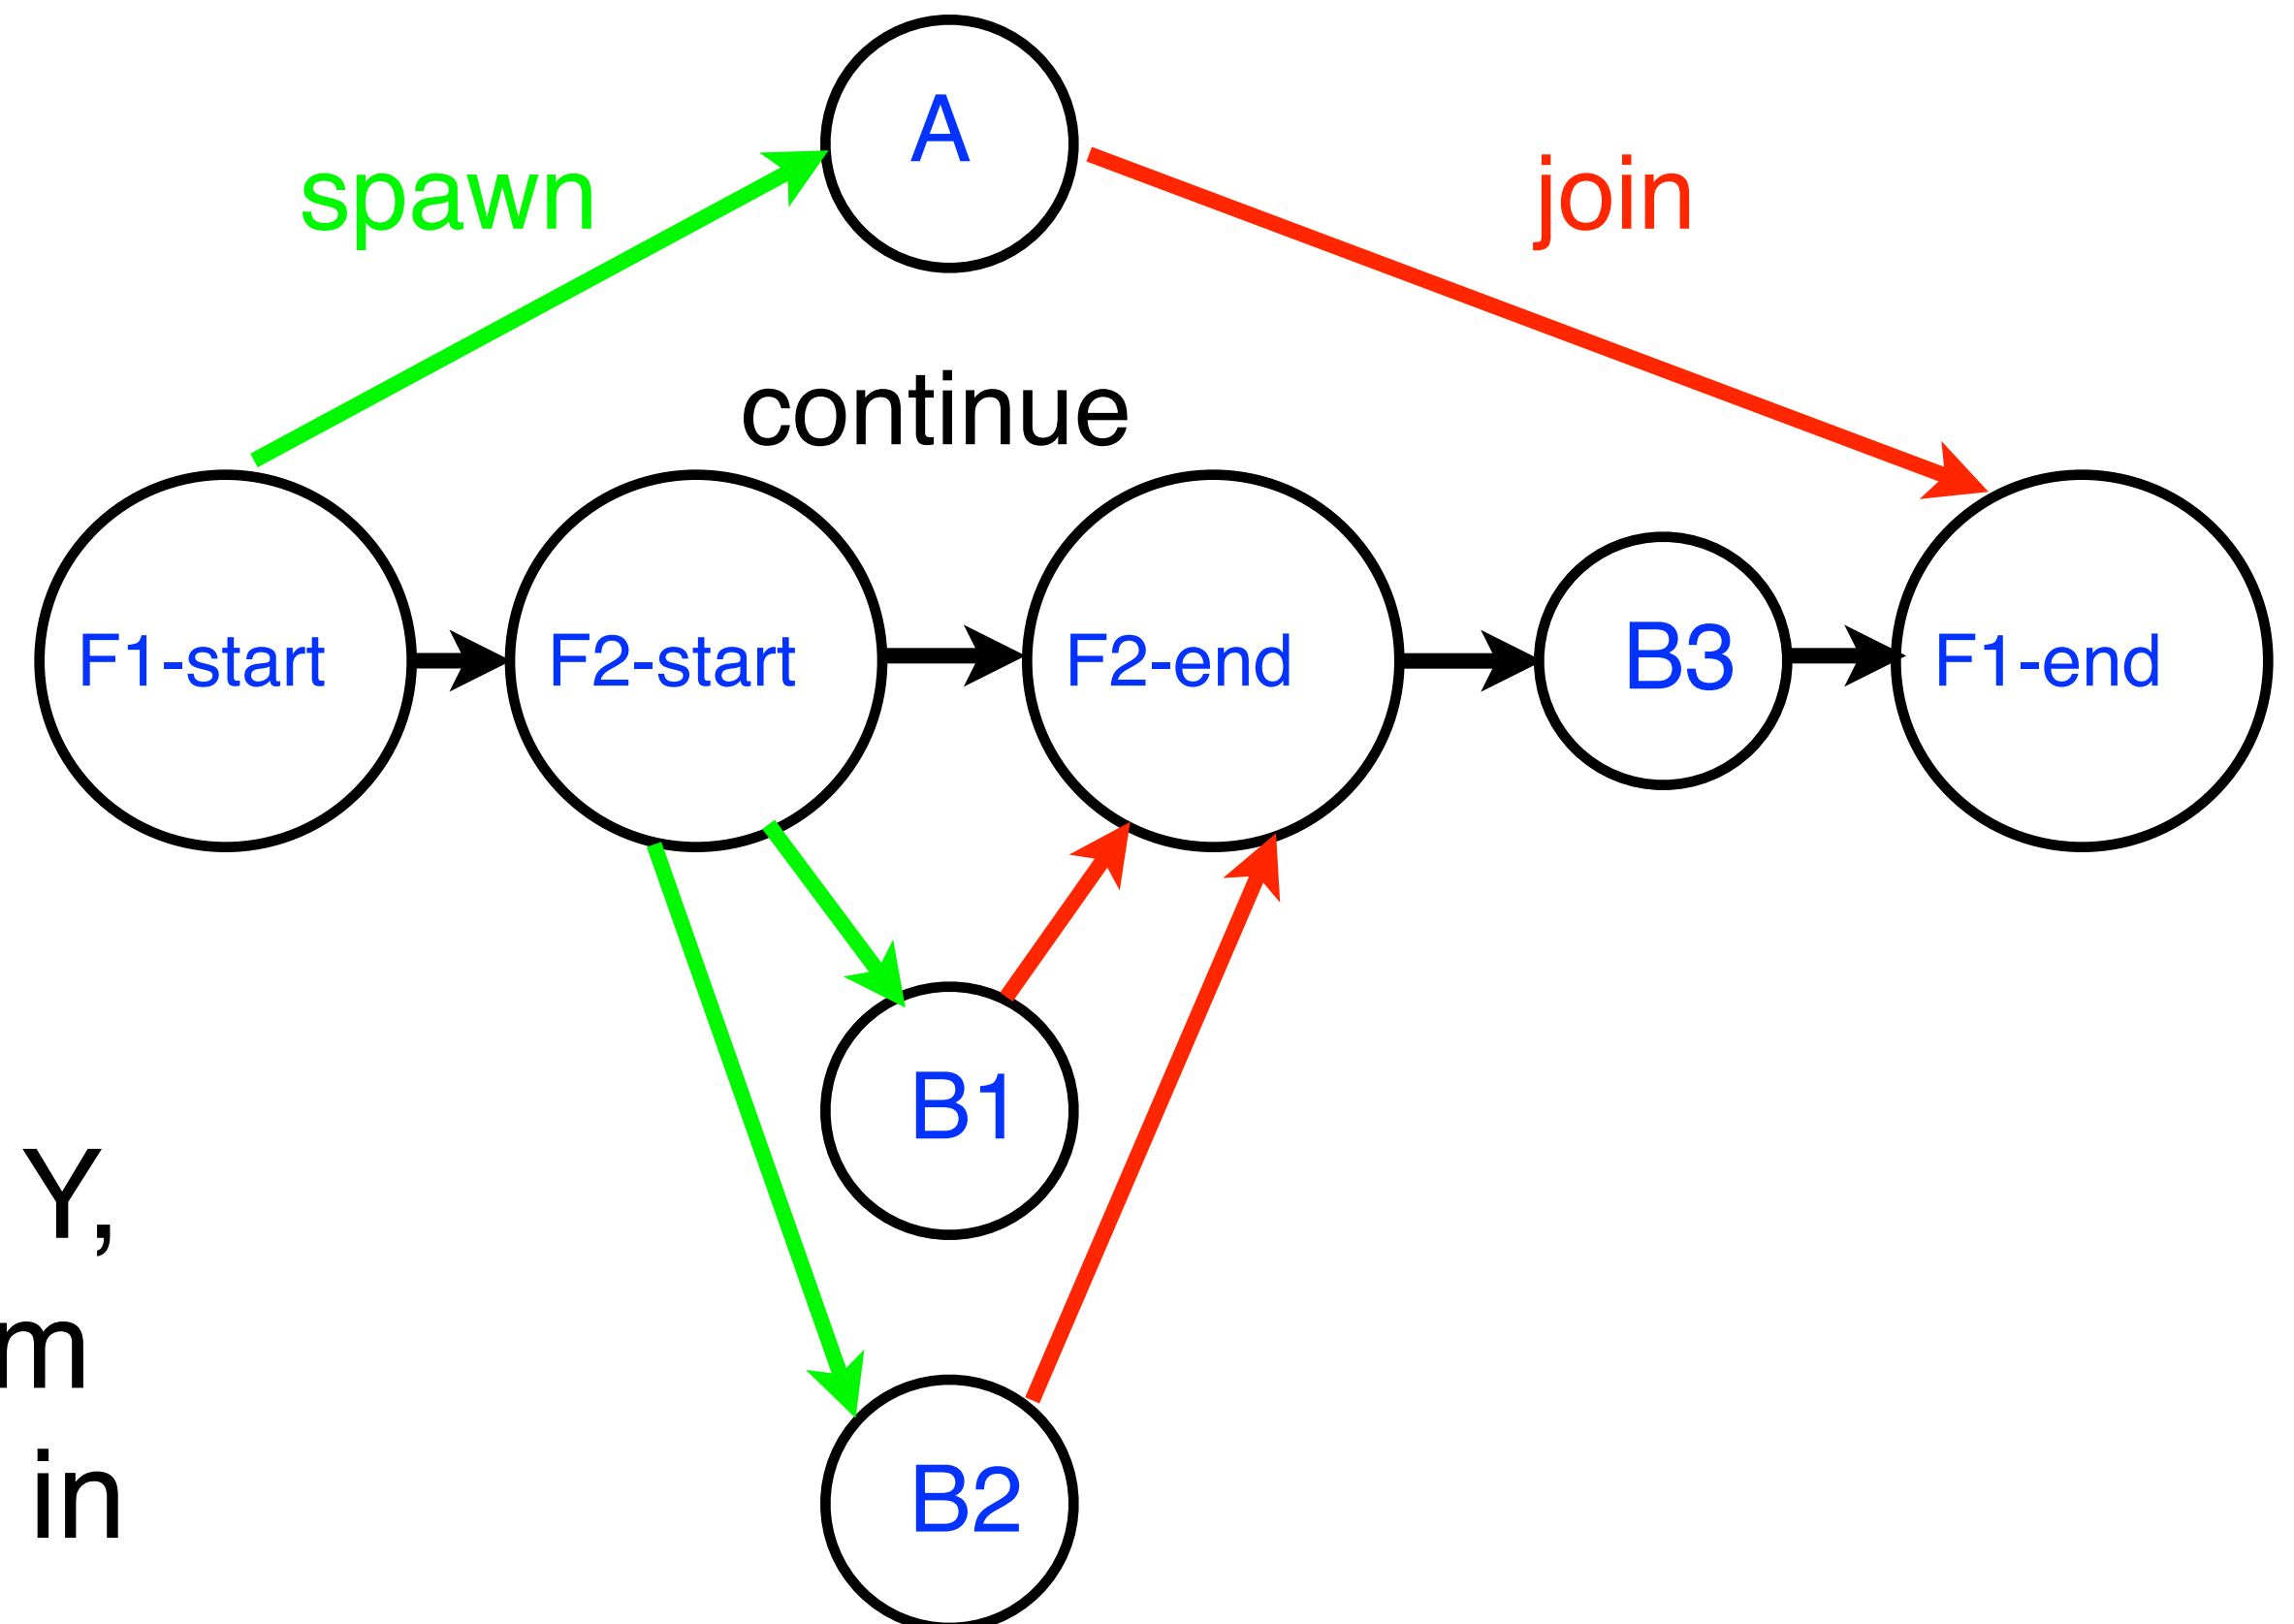 A
spawn
join
continue
F1-start
F2-start
F2-end
B3
F1-end
B1
Y,
m
B2
in